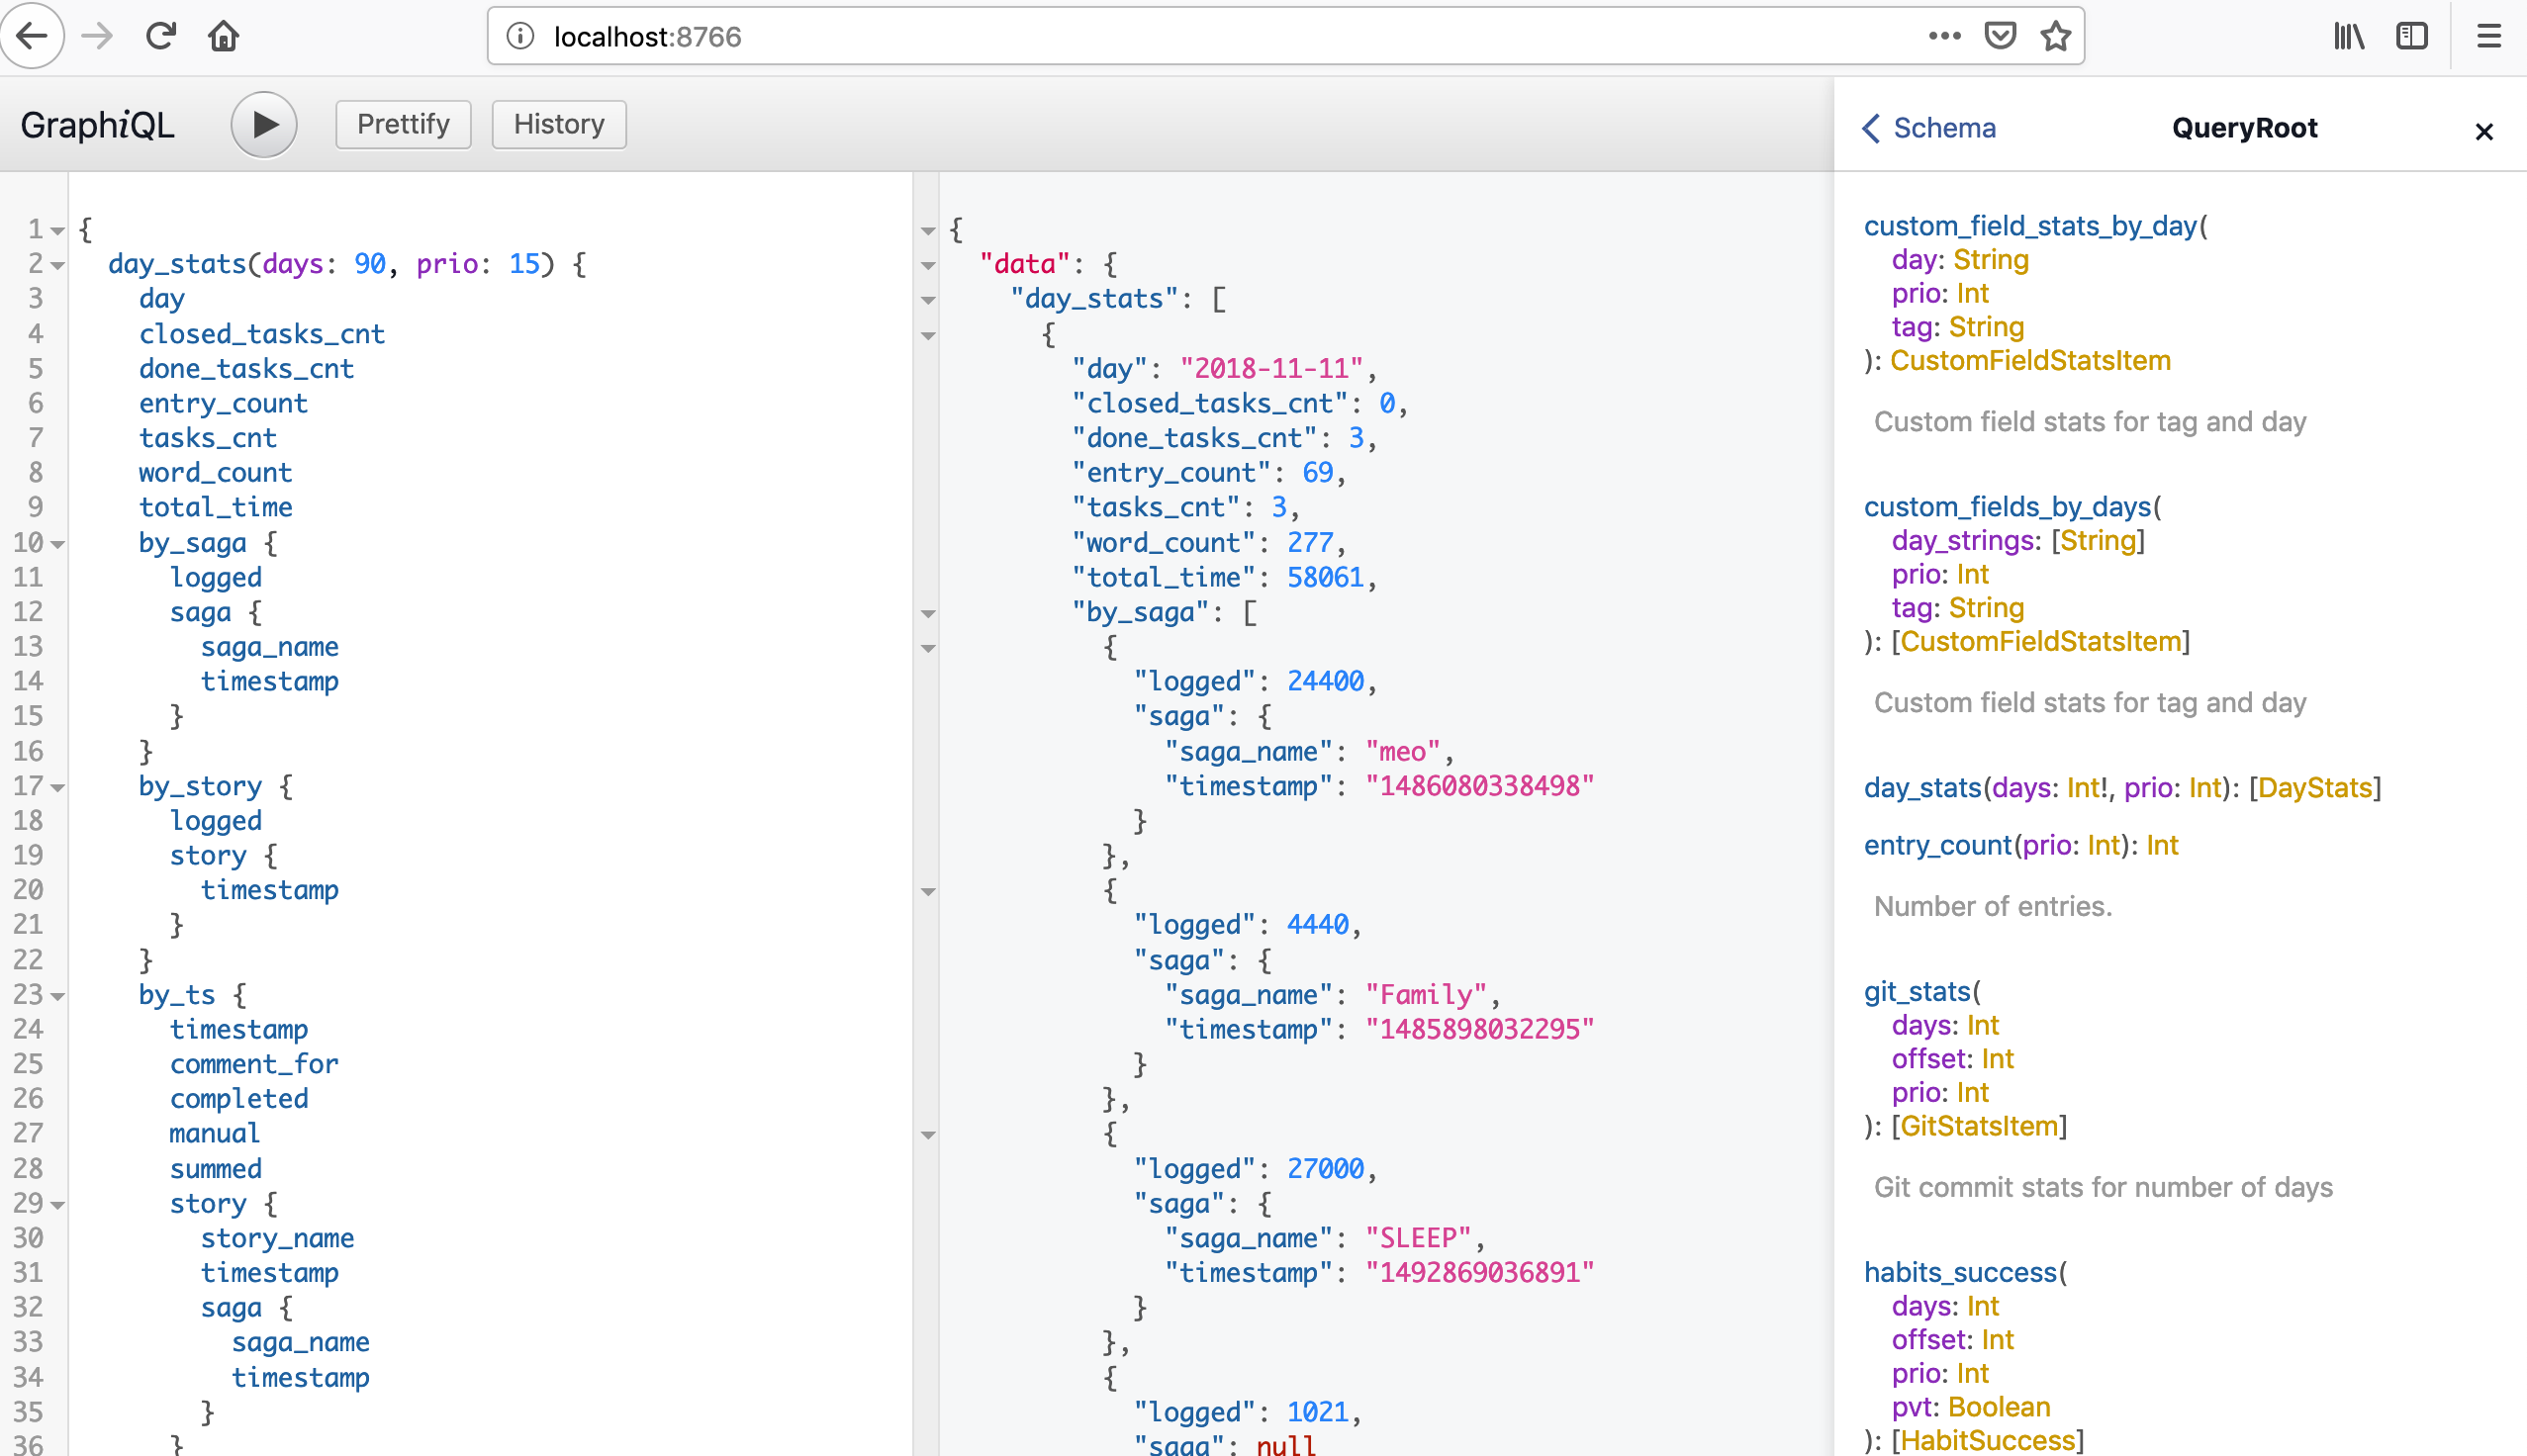 localhost:8766
GraphiQL
Prettify
History
1 {
2 day_stats(days: 90, prio: 15) {
3 day
4 closed_tasks_cnt
5 done_tasks_cnt
6 entry_count
7 tasks_cnt
8 word_count
9 total_time
10 by_saga {
11 logged
12 saga {
13 saga_name
14 timestamp
15 }
16 }
17 by_story {
18 logged
19 story {
20 timestamp
21 }
22 }
23 by_ts {
24 timestamp
25 comment_for
26 completed
27 manual
28 summed
29 story {
30 story_name
31 timestamp
32 saga {
33 saga_name
34 timestamp
35 }
36 }
{
"data": {
"day_stats": [
{
"day": "2018-11-11",
"closed_tasks_cnt": 0,
"done_tasks_cnt": 3,
"entry_count": 69,
"tasks_cnt": 3,
"word_count": 277,
"total_time": 58061,
"by_saga": [
{
"logged": 24400,
"saga": {
"saga_name": "meo",
"timestamp": "1486080338498"
}
},
{
"logged": 4440,
"saga": {
"saga_name": "Family",
"timestamp": "1485898032295"
}
},
{
"logged": 27000,
"saga": {
"saga_name": "SLEEP",
"timestamp": "1492869036891"
}
},
{
"logged": 1021,
"saga": null
Schema
QueryRoot
custom_field_stats_by_day(
day: String
prio: Int
tag: String
): CustomFieldStatsItem
Custom field stats for tag and day
custom_fields_by_days(
day_strings: [String]
prio: Int
tag: String
): [CustomFieldStatsItem]
Custom field stats for tag and day
day_stats(days: Int!, prio: Int): [DayStats]
entry_count(prio: Int): Int
Number of entries.
git_stats(
days: Int
offset: Int
prio: Int
): [GitStatsItem]
Git commit stats for number of days
habits_success(
days: Int
offset: Int
prio: Int
pvt: Boolean
): [HabitSuccess]